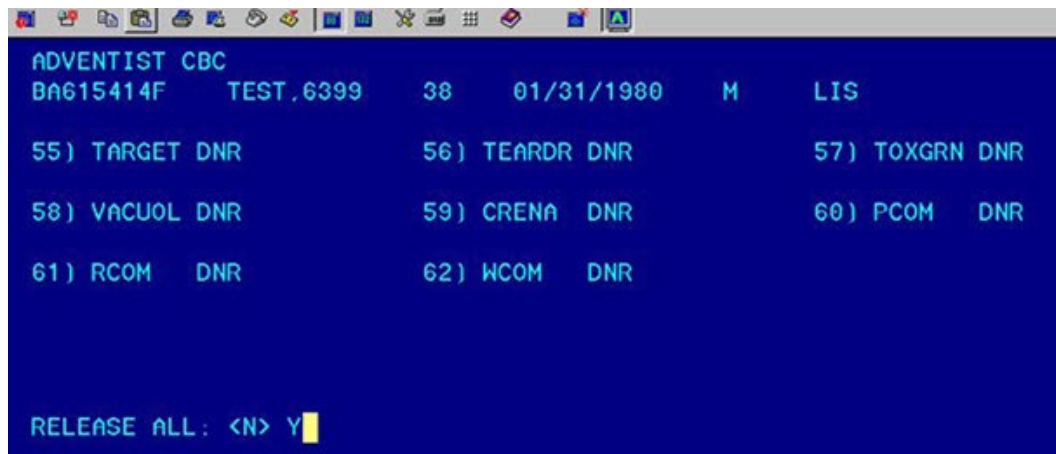 ADVENTIST CBC
BA615414F TEST,6399 38 01/31/1980 M LIS
55) TARGET DNR 56) TEARDR DNR 57) TOXGRN DNR
58) VACUOL DNR 59) CRENA DNR 60) PCOM DNR
61) RCOM DNR 62) WCOM DNR
RELEASE ALL: <N> Y